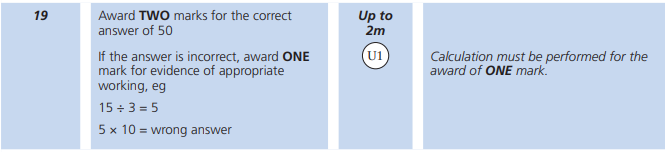 19
Award TWO marks for the correct
answer of 50
If the answer is incorrect, award ONE
mark for evidence of appropriate
working, eg
15 ÷ 3 = 5
5 × 10 = wrong answer
Up to
2m
U1
Calculation must be performed for the
award of ONE mark.